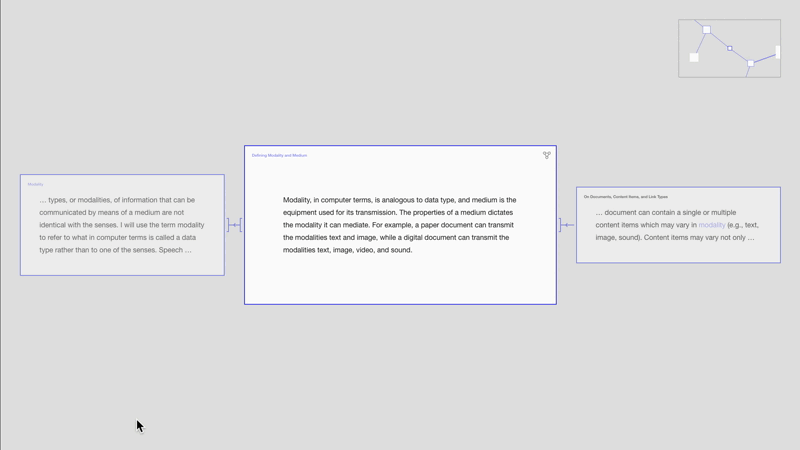 Modality
... types, or modalities, of information that can be
communicated by means of a medium are not
identical with the senses. I will use the term modality
to refer to what in computer terms is called a data
type rather than to one of the senses. Speech ...
Defining Modality and Medium
Modality, in computer terms, is analogous to data type, and medium is the
equipment used for its transmission. The properties of a medium dictates
the modality it can mediate. For example, a paper document can transmit
the modalities text and image, while a digital document can transmit the
modalities text, image, video, and sound.
On Documents, Content Items, and Link Types
... document can contain a single or multiple
content items which may vary in modality (e.g., text,
image, sound). Content items may vary not only ...